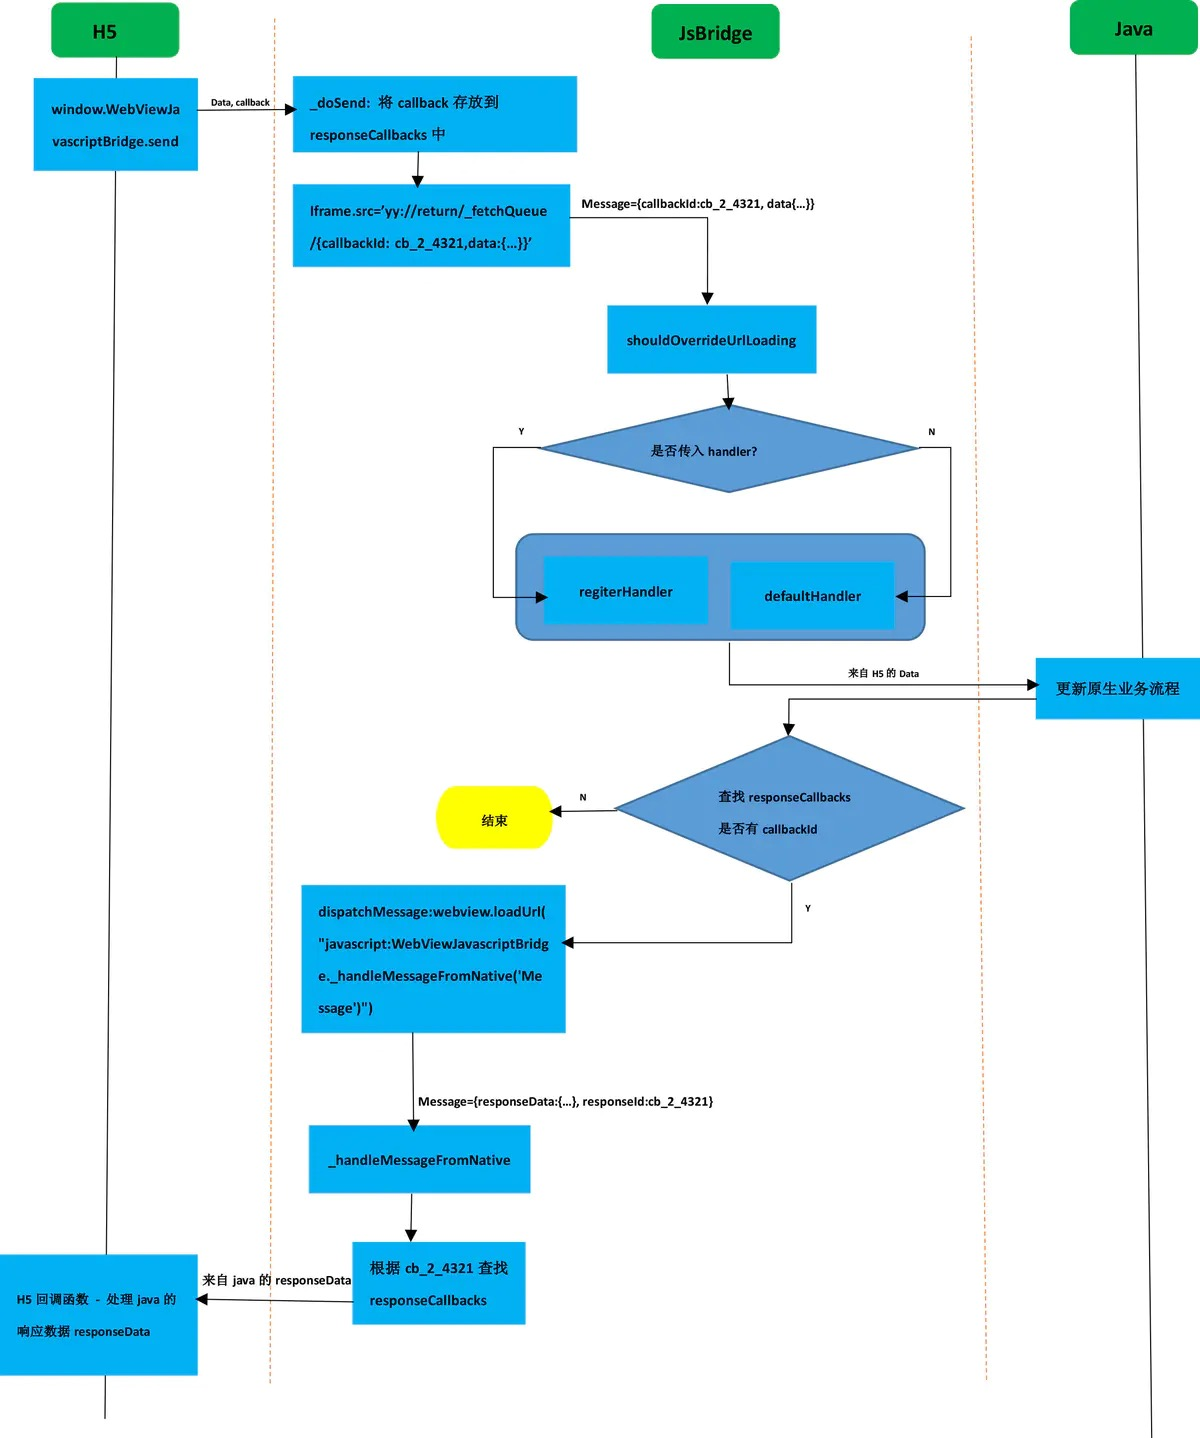 H5
JsBridge
Java
window.WebViewJa
vascriptBridge.send
Data, callback
_doSend: 将 callback 存放到
responseCallbacks 中
Iframe.src=’yy://return/_fetchQueue
/{callbackId: cb_2_4321,data:{...}}’
Message={callbackId:cb_2_4321, data{...}}
shouldOverrideUrlLoading
是否传入 handler?
Y
N
regiterHandler
defaultHandler
来自 H5 的 Data
更新原生业务流程
查找 responseCallbacks
是否有 callbackId
N
结束
Y
dispatchMessage:webview.loadUrl(
"javascript:WebViewJavascriptBridg
e._handleMessageFromNative('Me
ssage')")
Message={responseData:{...}, responseId:cb_2_4321}
_handleMessageFromNative
根据 cb_2_4321 查找
responseCallbacks
来自 java 的 responseData
H5 回调函数 - 处理 java 的
响应数据 responseData